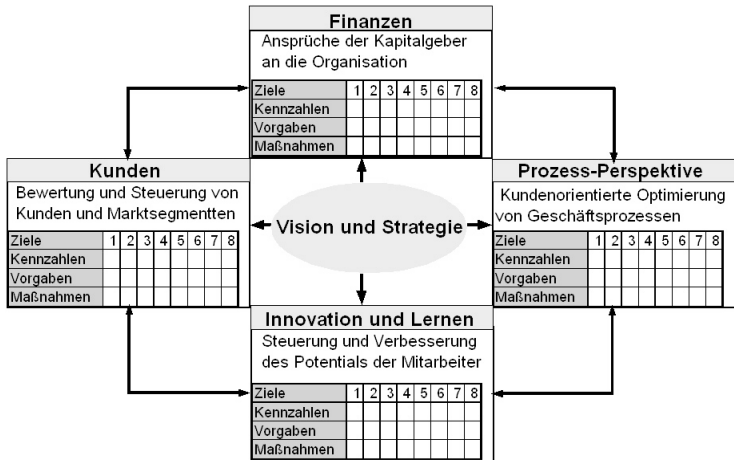 Finanzen
Ansprüche der Kapitalgeber
an die Organisation
Ziele 1 2 3 4 5 6 7 8
Kennzahlen
Vorgaben
Maßnahmen
Kunden
Bewertung und Steuerung von
Kunden und Marktsegmentten
Ziele 1 2 3 4 5 6 7 8
Kennzahlen
Vorgaben
Maßnahmen
Vision und Strategie
Prozess-Perspektive
Kundenorientierte Optimierung
von Geschäftsprozessen
Ziele 1 2 3 4 5 6 7 8
Kennzahlen
Vorgaben
Maßnahmen
Innovation und Lernen
Steuerung und Verbesserung
des Potentials der Mitarbeiter
Ziele 1 2 3 4 5 6 7 8
Kennzahlen
Vorgaben
Maßnahmen